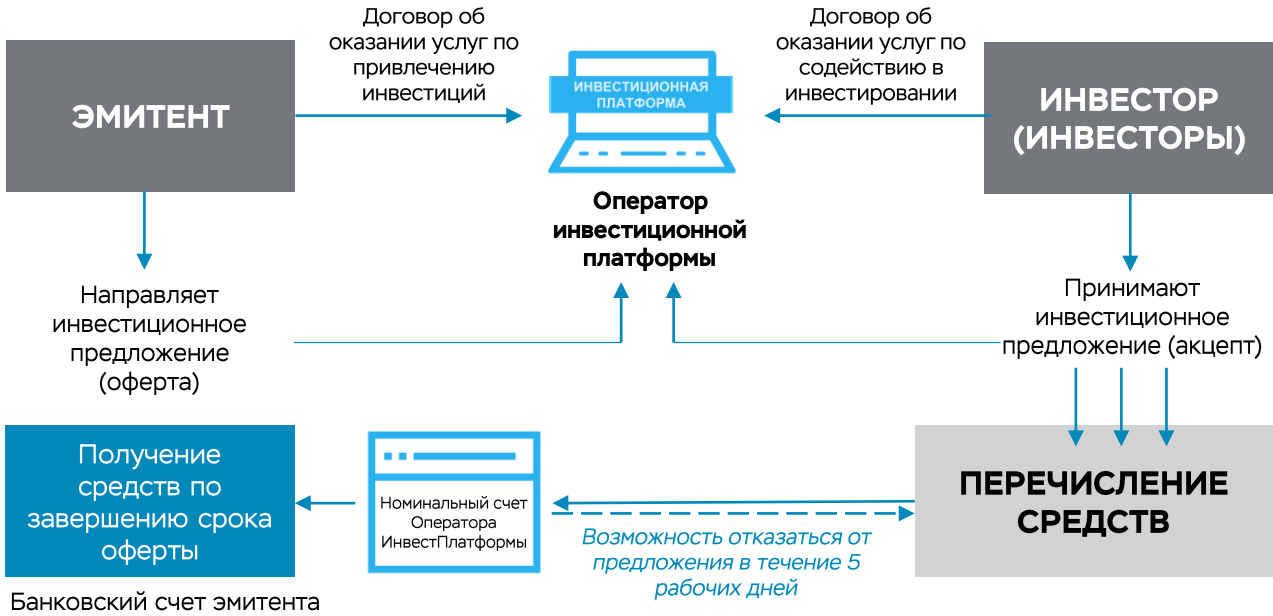 Договор об
оказании услуг по
привлечению
инвестиций
Договор об
оказании услуг по
содействию в
инвестировании
ЭМИТЕНТ
ИНВЕСТИЦИОННАЯ
ПЛАТФОРМА
ИНВЕСТОР
(ИНВЕСТОРЫ)
Оператор
инвестиционной
платформы
Направляет
инвестиционное
предложение
(оферта)
Принимают
инвестиционное
предложение (акцепт)
Получение
средств по
завершению срока
оферты
Номинальный счет
Оператора
ИнвестПлатформы
ПЕРЕЧИСЛЕНИЕ
СРЕДСТВ
Возможность отказаться от
предложения в течение 5
рабочих дней
Банковский счет эмитента